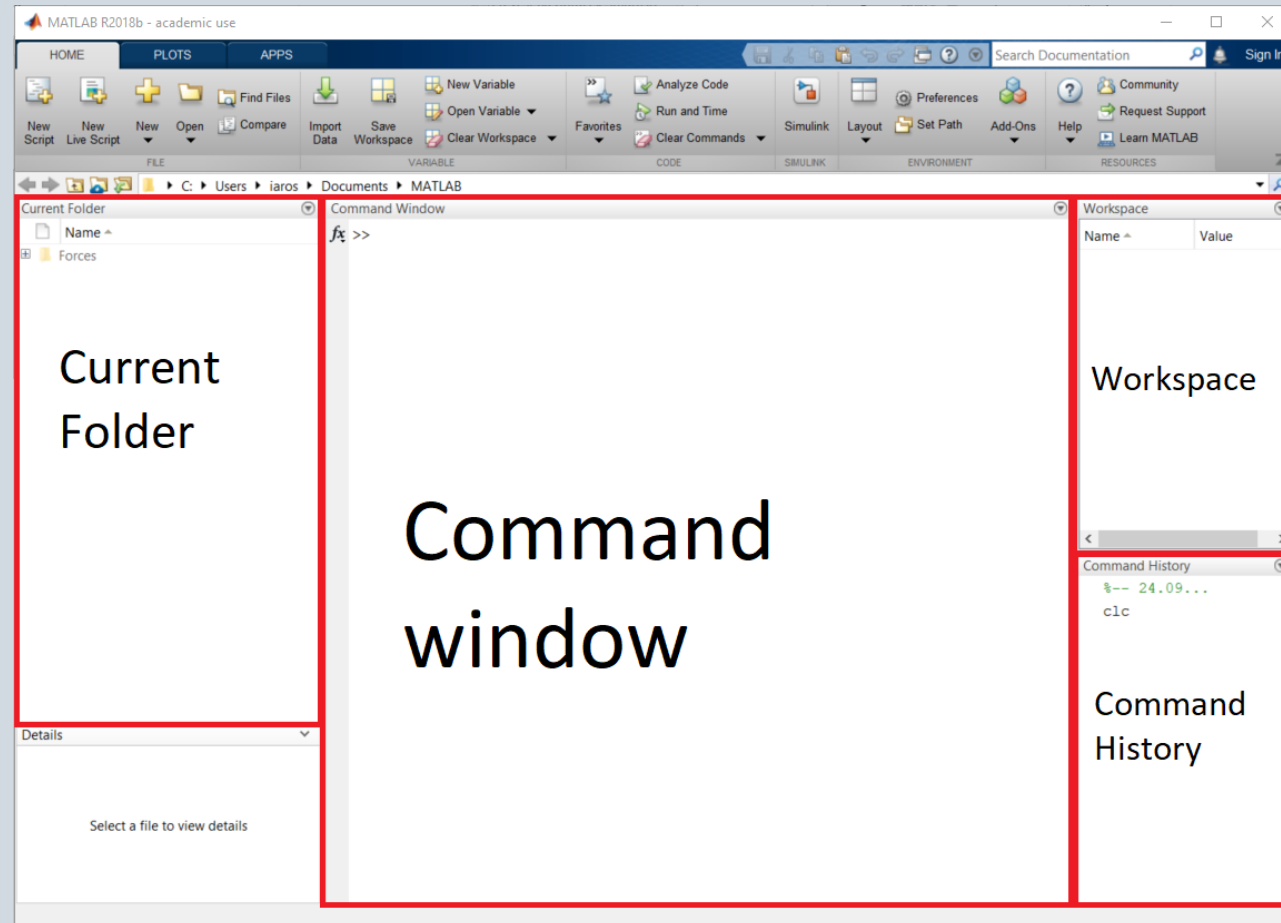 MATLAB R2018b - academic use
HOME PLOTS APPS
Search Documentation
Sign In
New Script
New Live Script
New
Open
Find Files
Compare
FILE
Import Data
Save Workspace
New Variable
Open Variable
Clear Workspace
VARIABLE
Favorites
Analyze Code
Run and Time
Clear Commands
CODE
Simulink
SIMULINK
Layout
Preferences
Set Path
Add-Ons
ENVIRONMENT
Help
Community
Request Support
Learn MATLAB
RESOURCES
C: Users iaros Documents MATLAB
Current Folder
Name
Forces
Current
Folder
Details
Select a file to view details
Command Window
fx >>
Command
window
Workspace
Name Value
Workspace
Command History
%-- 24.09...
clc
Command
History